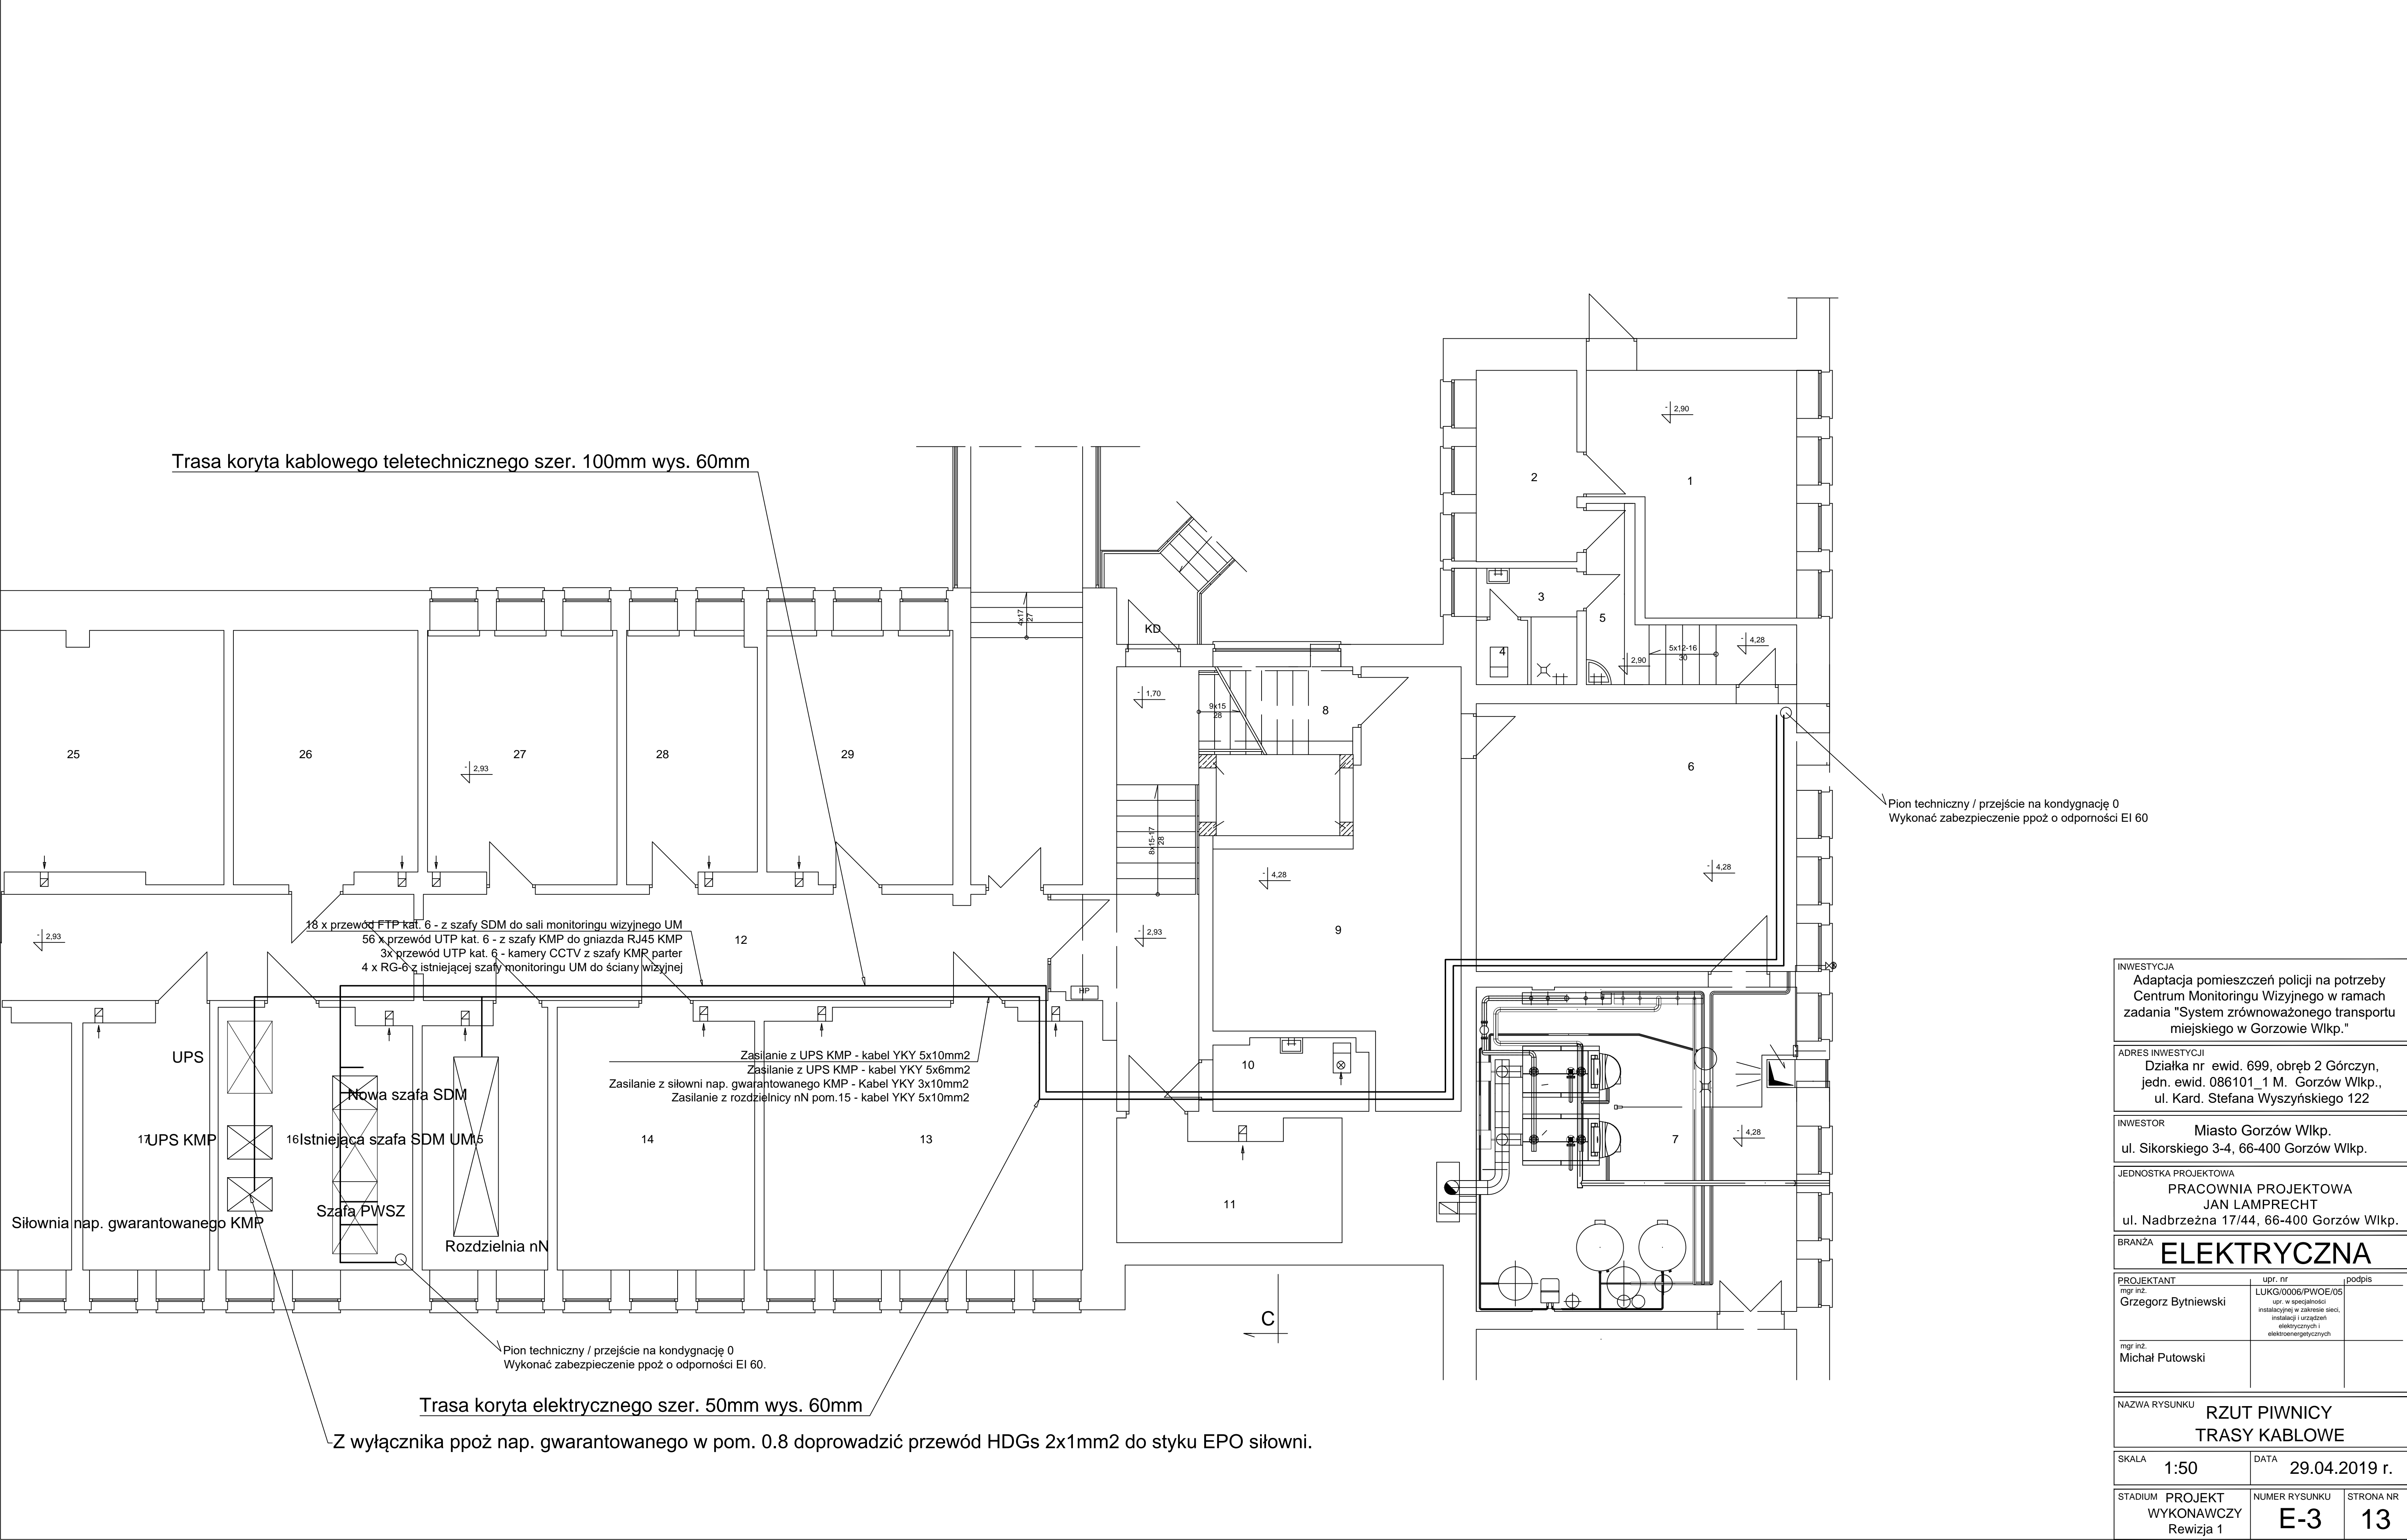 Trasa koryta kablowego teletechnicznego szer. 100mm wys. 60mm
- 2,90
2
1
3
4x17
27
KD
5
4
5x12-16
30
- 4,28
- 2,90
- 1,70
9x15
28
8
25
26
27
28
29
- 2,93
6
Pion techniczny / przejście na kondygnację 0
Wykonać zabezpieczenie ppoż o odporności EI 60
8x15-17
28
- 4,28
- 4,28
18 x przewód FTP kat. 6 - z szafy SDM do sali monitoringu wizyjnego UM
56 x przewód UTP kat. 6 - z szafy KMP do gniazda RJ45 KMP
3x przewód UTP kat. 6 - kamery CCTV z szafy KMP parter
4 x RG-6 z istniejącej szafy monitoringu UM do ściany wizyjnej
- 2,93
12
- 2,93
9
HP
UPS
Zasilanie z UPS KMP - kabel YKY 5x10mm2
Zasilanie z UPS KMP - kabel YKY 5x6mm2
Zasilanie z siłowni nap. gwarantowanego KMP - Kabel YKY 3x10mm2
Zasilanie z rozdzielnicy nN pom.15 - kabel YKY 5x10mm2
10
Nowa szafa SDM
17
UPS KMP
16
Istniejąca szafa SDM UM
15
14
13
7
- 4,28
11
Szafa PWSZ
Siłownia nap. gwarantowanego KMP
Rozdzielnia nN
C
Pion techniczny / przejście na kondygnację 0
Wykonać zabezpieczenie ppoż o odporności EI 60.
Trasa koryta elektrycznego szer. 50mm wys. 60mm
Z wyłącznika ppoż nap. gwarantowanego w pom. 0.8 doprowadzić przewód HDGs 2x1mm2 do styku EPO siłowni.
INWESTYCJA
Adaptacja pomieszczeń policji na potrzeby
Centrum Monitoringu Wizyjnego w ramach
zadania "System zrównoważonego transportu
miejskiego w Gorzowie Wlkp."
ADRES INWESTYCJI
Działka nr ewid. 699, obręb 2 Górczyn,
jedn. ewid. 086101_1 M. Gorzów Wlkp.,
ul. Kard. Stefana Wyszyńskiego 122
INWESTOR
Miasto Gorzów Wlkp.
ul. Sikorskiego 3-4, 66-400 Gorzów Wlkp.
JEDNOSTKA PROJEKTOWA
PRACOWNIA PROJEKTOWA
JAN LAMPRECHT
ul. Nadbrzeżna 17/44, 66-400 Gorzów Wlkp.
BRANŻA
ELEKTRYCZNA
PROJEKTANT
upr. nr
podpis
mgr inż.
Grzegorz Bytniewski
LUKG/0006/PWOE/05
upr. w specjalności
instalacyjnej w zakresie sieci,
instalacji i urządzeń
elektrycznych i
elektroenergetycznych
mgr inż.
Michał Putowski
NAZWA RYSUNKU
RZUT PIWNICY
TRASY KABLOWE
SKALA
1:50
DATA
29.04.2019 r.
STADIUM
PROJEKT
WYKONAWCZY
Rewizja 1
NUMER RYSUNKU
E-3
STRONA NR
13